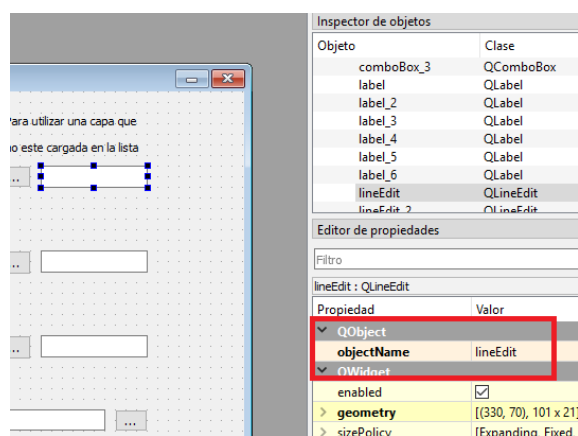 Inspector de objetos
Objeto Clase
comboBox_3 QComboBox
label QLabel
label_2 QLabel
label_3 QLabel
label_4 QLabel
label_5 QLabel
label_6 QLabel
lineEdit QLineEdit
lineEdit_2 QLineEdit
Para utilizar una capa que
no este cargada en la lista
...
...
...
...
Editor de propiedades
Filtro
lineEdit : QLineEdit
Propiedad Valor
QObject
objectName lineEdit
QWidget
enabled
geometry [(330, 70), 101 x 21]
sizePolicy [Expanding, Fixed